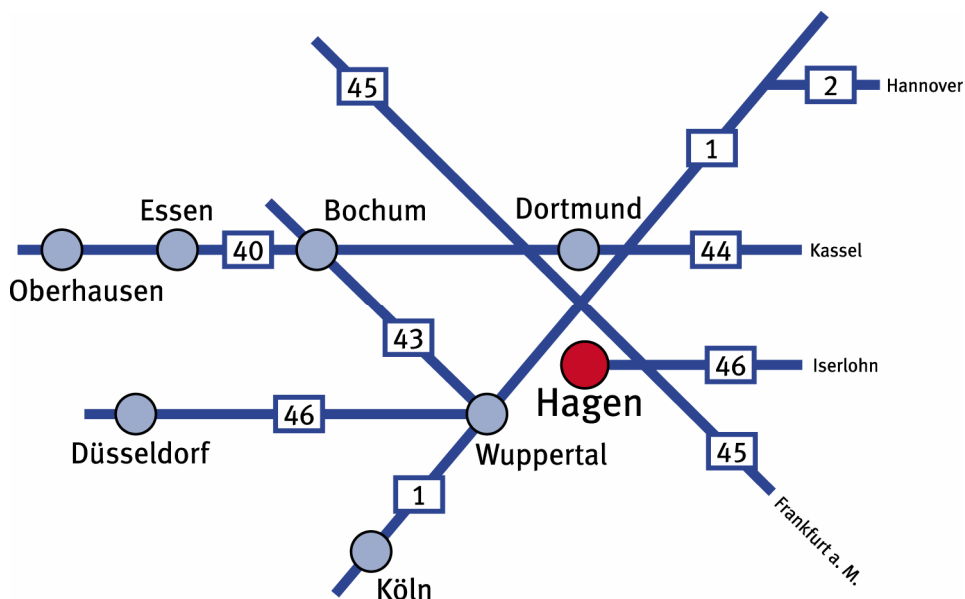 45
2
Hannover
1
Essen
Bochum
Dortmund
40
44
Kassel
Oberhausen
43
46
Iserlohn
Hagen
46
Düsseldorf
Wuppertal
45
1
Frankfurt a. M.
Köln